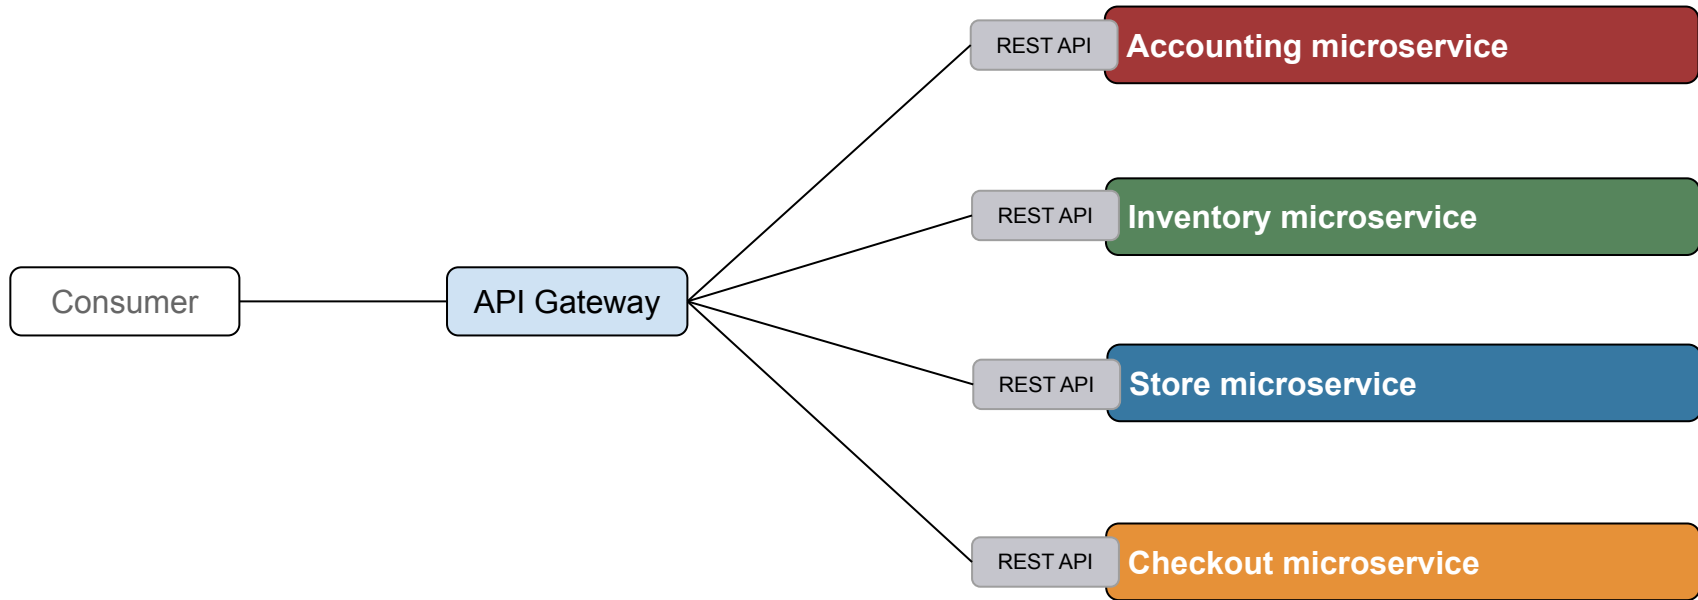 REST API
Accounting microservice
REST API
Inventory microservice
Consumer
API Gateway
REST API
Store microservice
REST API
Checkout microservice